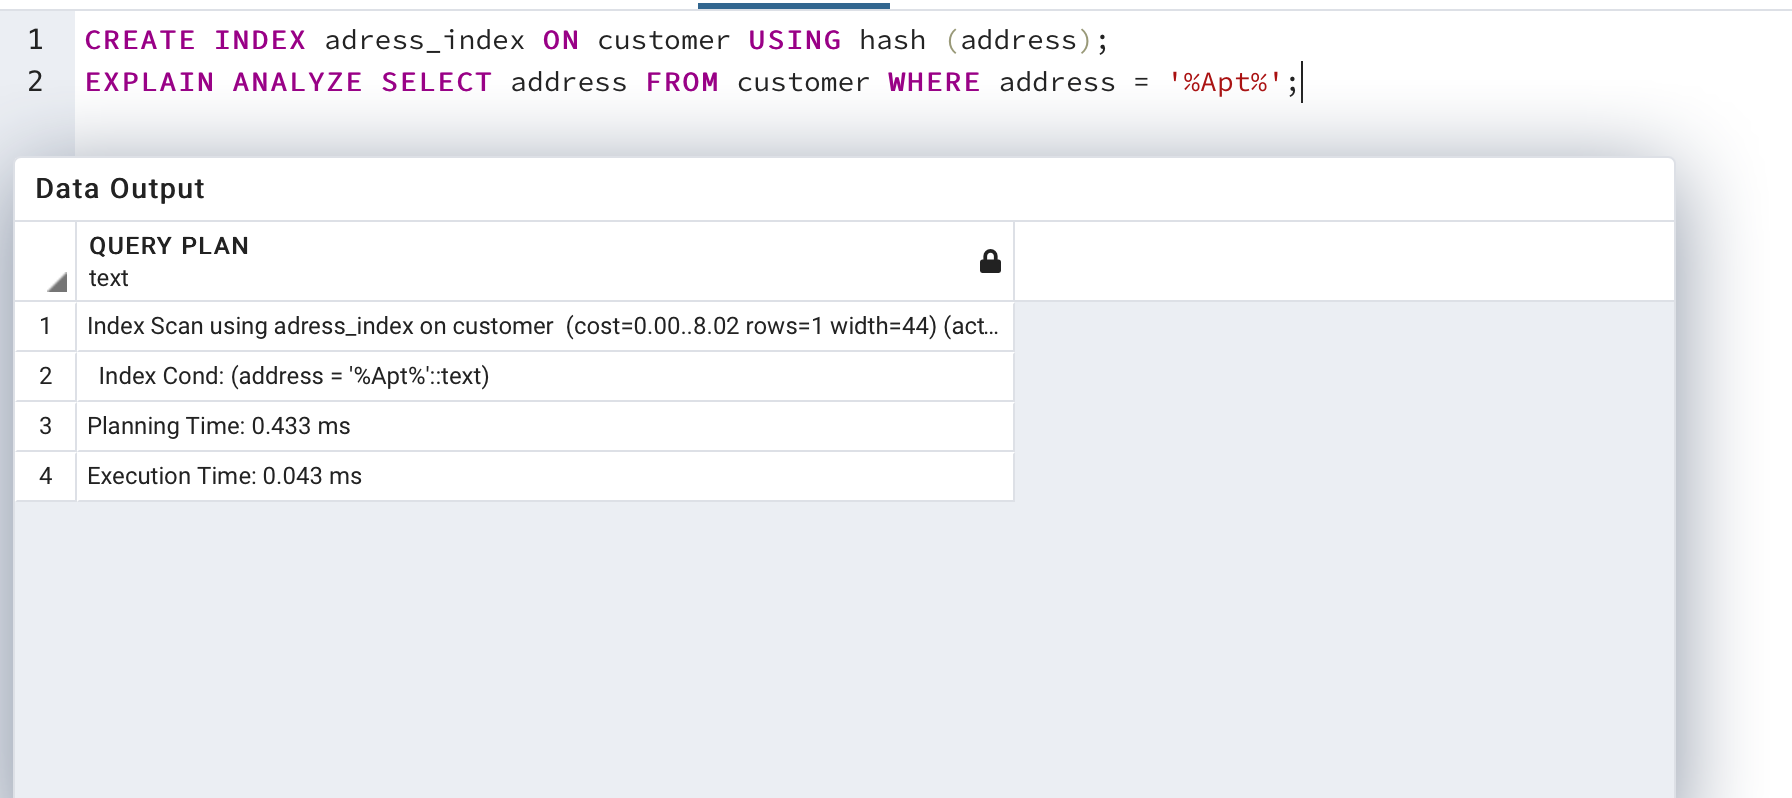 1 CREATE INDEX adress_index ON customer USING hash (address);
2 EXPLAIN ANALYZE SELECT address FROM customer WHERE address = '%Apt%';
Data Output
QUERY PLAN
text
1 Index Scan using adress_index on customer  (cost=0.00..8.02 rows=1 width=44) (act...
2 Index Cond: (address = '%Apt%'::text)
3 Planning Time: 0.433 ms
4 Execution Time: 0.043 ms